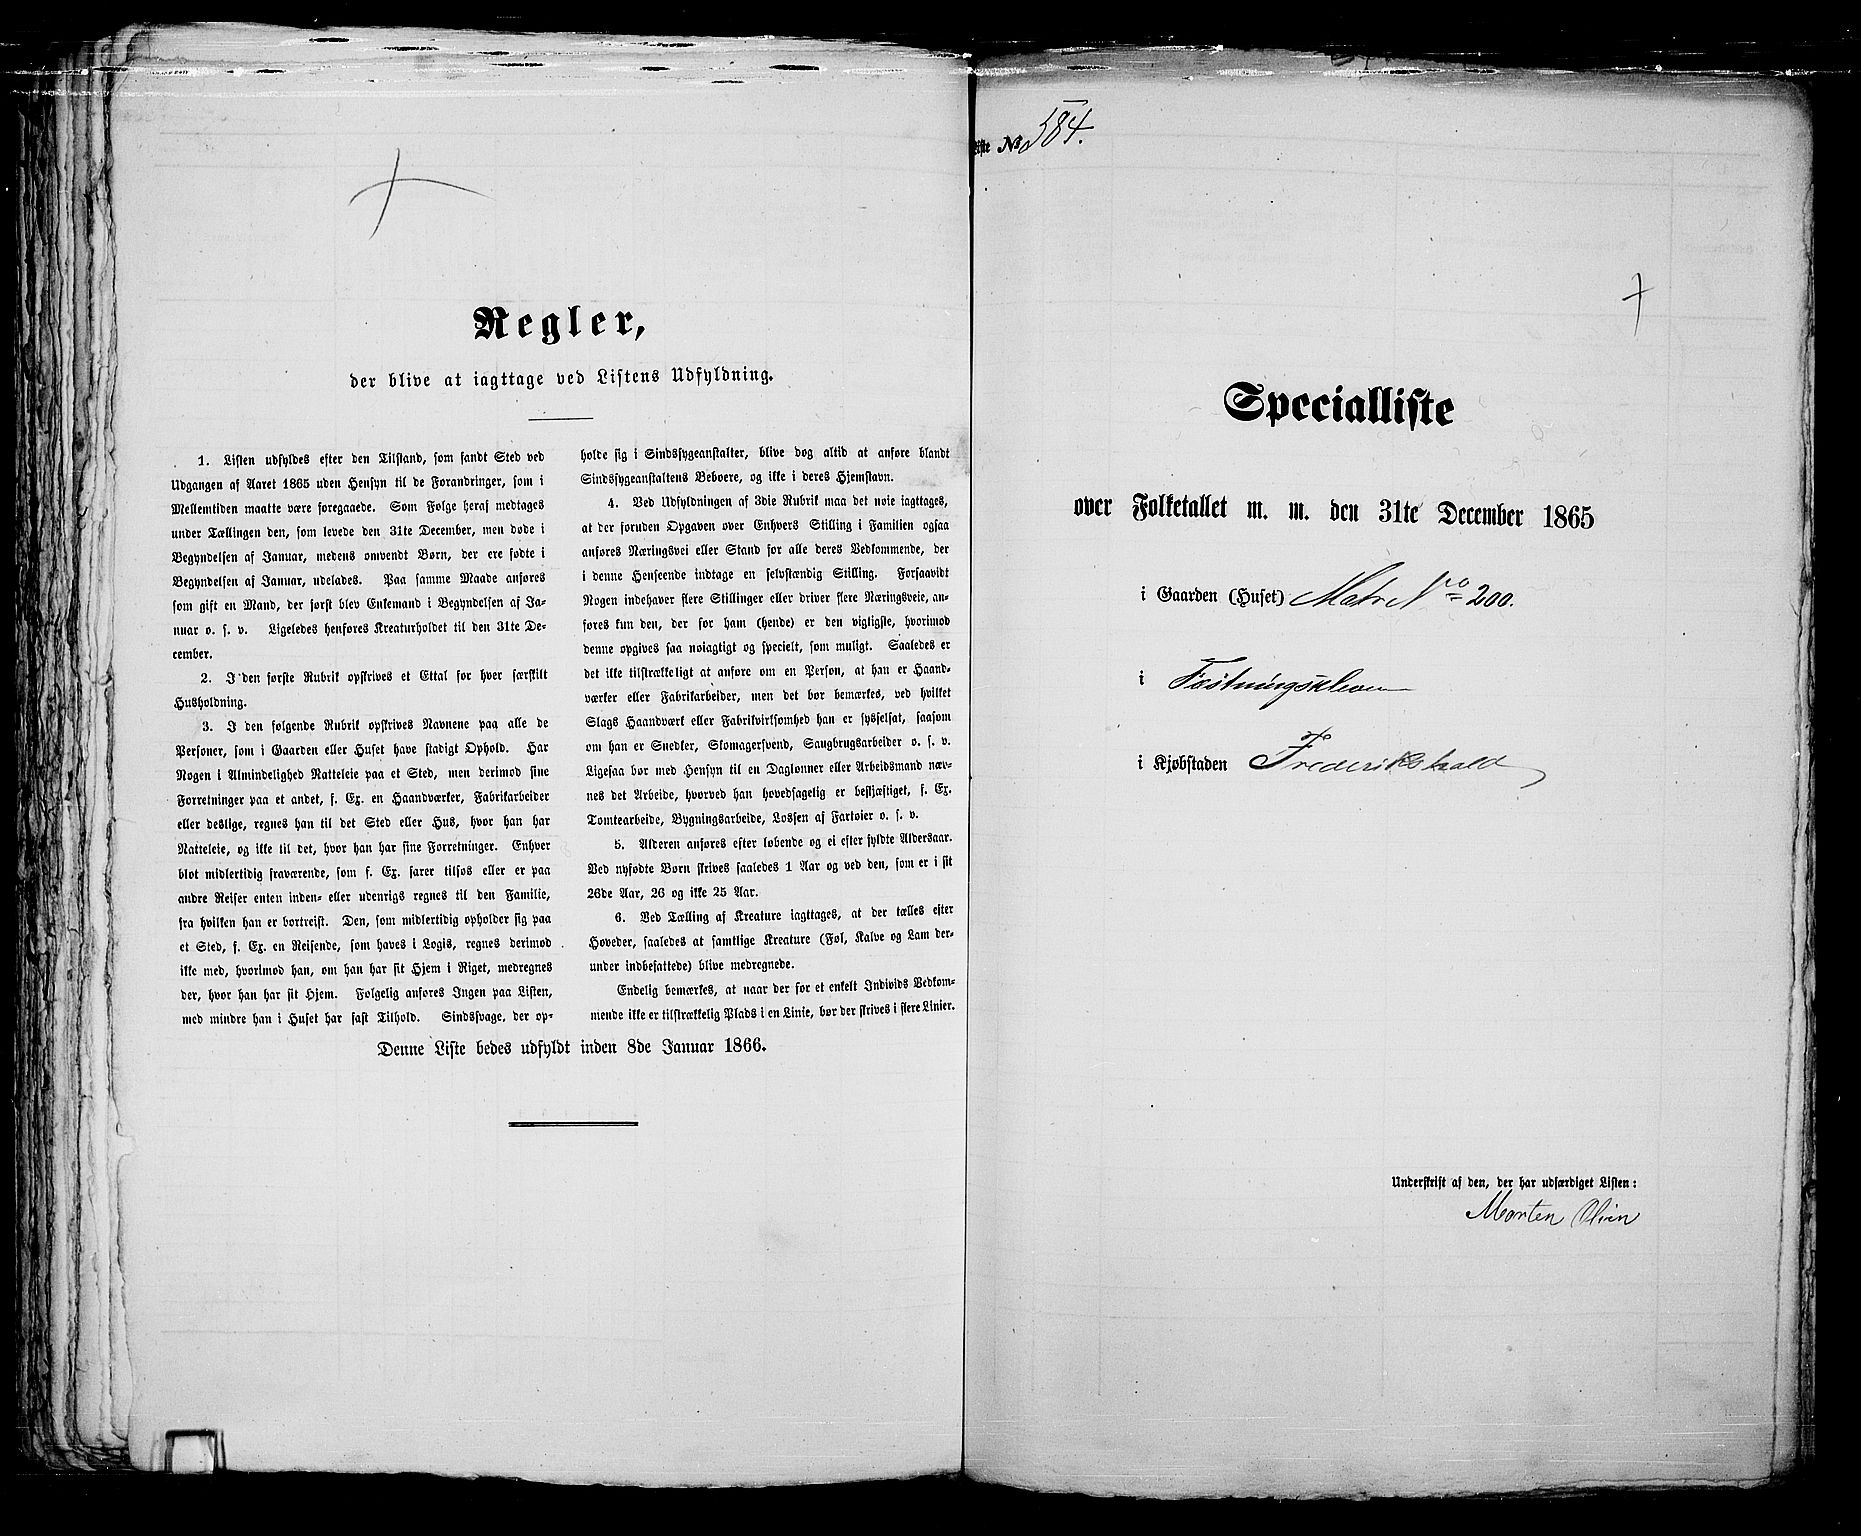 Regler,
der blive at iagttage ved Listens Udfyldning.
1. Listen udfyldes efter den Tilstand, som fandt Sted ved
Udgangen af Aaret 1865 uden Hensyn til de Forandringer, som i
Mellemtiden maatte være foregaaede. Som Følge heraf medtages
under Tællingen den, som levede den 31te December, men døde i
Begyndelsen af Januar, medens omvendt Børn, der ere fødte i
Begyndelsen af Januar, udelades. Paa samme Maade anføres
som gift en Mand, der først blev Enkemand i Begyndelsen af Ja-
nuar o. s. v. Ligeledes henføres Kreaturholdet til den 31te De-
cember.
2. I den første Rubrik opskrives et Ettal for hver særskilt
Husholdning.
3. I den følgende Rubrik opskrives Navnene paa alle de
Personer, som i Gaarden eller Huset have stadigt Ophold. Har
Nogen i Almindelighed Natteleie paa et Sted, men derimod sine
Forretninger paa et andet, f. Ex. en Haandværker, Fabrikarbeider
eller deslige, regnes han til det Sted eller Hus, hvor han har
Natteleie, og ikke til det, hvor han har sine Forretninger. Enhver
blot midlertidig fraværende, som f. Ex. farer tilsøs eller er paa
andre Reiser enten inden- eller udenrigs regnes til den Familie,
fra hvilken han er bortreist. Den, som midlertidig opholder sig paa
et Sted, f. Ex. en Reisende, som haves i Logis, regnes derimod
ikke med, hvorimod han, om han har sit Hjem i Riget, medregnes
der, hvor han har sit Hjem. Følgelig anføres Ingen paa Listen,
med mindre han i Huset har fast Tilhold. Sindssvage, der op-
holde sig i Sindssygeanstalter, blive dog altid at anføre blandt
Sindssygeanstaltens Beboere, og ikke i deres Hjemstavn.
4. Ved Udfyldningen af 3die Rubrik maa det nøie iagttages,
at der foruden Opgaven over Enhvers Stilling i Familien ogsaa
anføres Næringsvei eller Stand for alle deres Vedkommende, der
i denne Henseende indtage en selvstændig Stilling. Forsaavidt
Nogen indehaver flere Stillinger eller driver flere Næringsveie, an-
føres kun den, der for ham (hende) er den vigtigste, hvorimod
denne opgives saa nøiagtigt og specielt, som muligt. Saaledes er
det ikke tilstrækkeligt at anføre om en Person, at han er Haand-
værker eller Fabrikarbeider, men det bør bemærkes, ved hvilket
Slags Haandværk eller Fabrikvirksomhed han er sysselsat, saasom
om han er Snedker, Skomagersvend, Saugbrugsarbeider o. s. v.
Ligesaa bør med Hensyn til en Daglønner eller Arbeidsmand næv-
nes det Arbeide, hvorved han hovedsagelig er beskjæftiget, f. Ex.
Tomtearbeide, Bygningsarbeide, Lossen af Fartøier o. s. v.
5. Alderen anføres efter løbende og ei efter fyldte Aldersaar.
Ved nyfødte Børn skrives saaledes 1 Aar og ved den, som er i sit
26de Aar, 26 og ikke 25 Aar.
6. Ved Tælling af Kreature iagttages, at der tælles efter
Hoveder, saaledes at samtlige Kreature (Føl, Kalve og Lam der-
under indbefattede) blive medregnede.
Endelig bemærkes, at naar der for et enkelt Individs Vedkom-
mende ikke er tilstrækkelig Plads i en Linie, bør der skrives i flere Linier.
Denne Liste bedes udfyldt inden 8de Januar 1866.
iste № 584.
Specialliste
over Folketallet m. m. den 31te December 1865
i Gaarden (Huset) Matr No 200.
i Fæstningskleven
i Kjøbstaden Frederikshald
Underskrift af den, der har udfærdiget Listen:
Morten Olsen